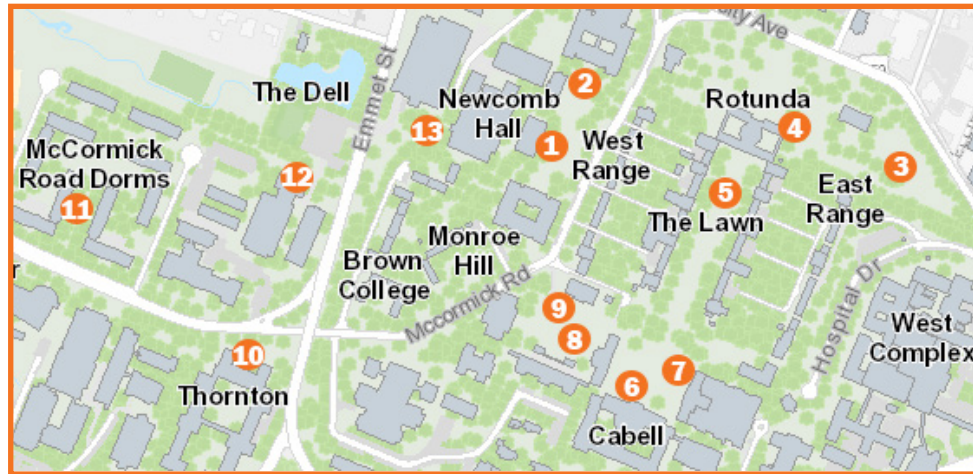 The Dell
Emmet St
Newcomb
Hall
13
2
1
West
Range
Rotunda
4
3
5
The Lawn
East
Range
McCormick
Road Dorms
11
12
Brown
College
Monroe
Hill
Mccormick Rd
9
8
10
Thornton
6
7
Cabell
Hospital Dr
West
Complex
Ave
r